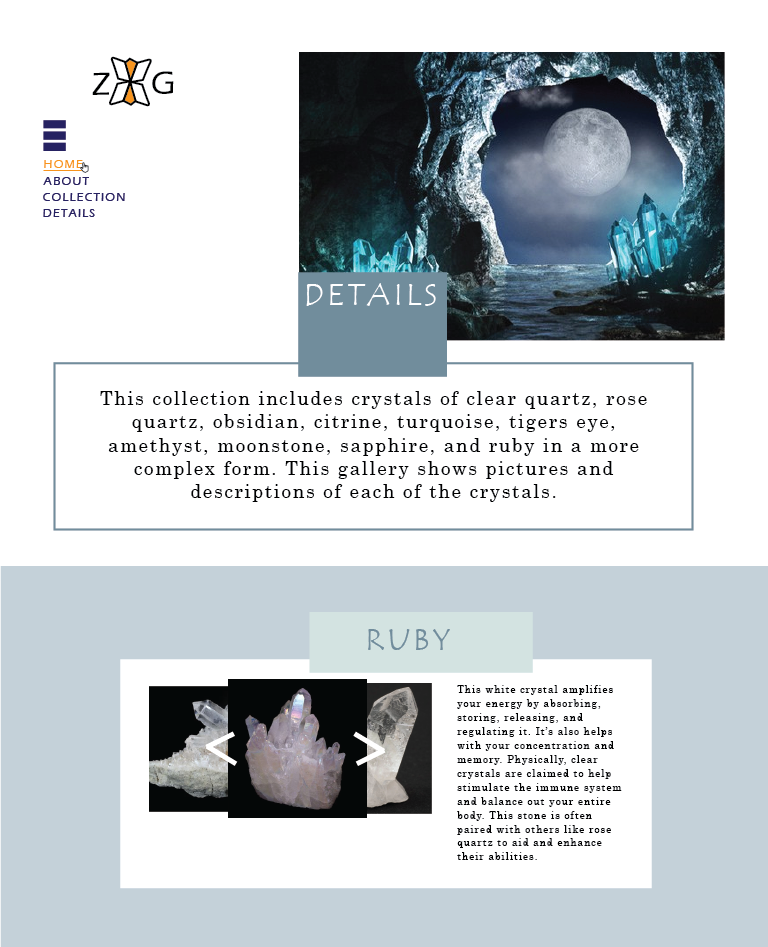 Z G
HOME
ABOUT
COLLECTION
DETAILS
DETAILS
This collection includes crystals of clear quartz, rose
quartz, obsidian, citrine, turquoise, tigers eye,
amethyst, moonstone, sapphire, and ruby in a more
complex form. This gallery shows pictures and
descriptions of each of the crystals.
RUBY
This white crystal amplifies
your energy by absorbing,
storing, releasing, and
regulating it. It's also helps
with your concentration and
memory. Physically, clear
crystals are claimed to help
stimulate the immune system
and balance out your entire
body. This stone is often
paired with others like rose
quartz to aid and enhance
their abilities.